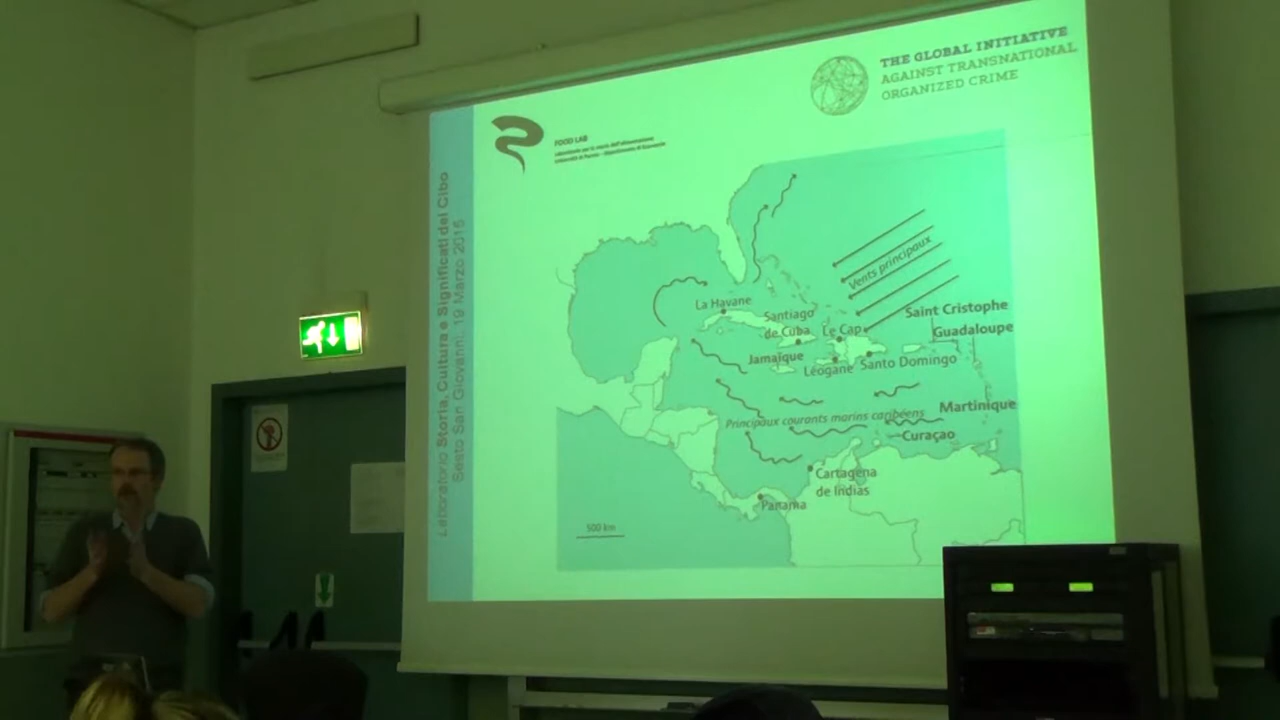 THE GLOBAL INITIATIVE
AGAINST TRANSNATIONAL
ORGANIZED CRIME
FOOD LAB
Laboratorio Storia, Cultura e Significati del Cibo
Sesto San Giovanni, 19 Marzo 2015
Vents principaux
La Havane
Santiago
de Cuba
Le Cap
Saint Cristophe
Guadaloupe
Jamaïque
Léogane
Santo Domingo
Martinique
Principaux courants marins caribéens
Curaçao
Cartagena
de Indias
Panama
500 km